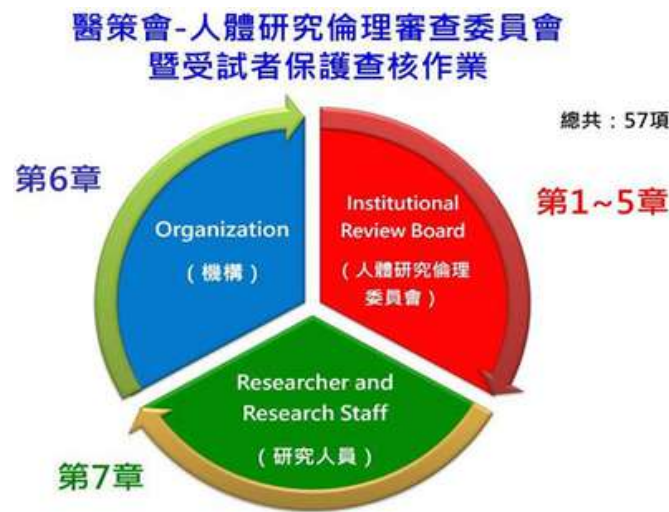 醫策會-人體研究倫理審查委員會
暨受試者保護查核作業
總共：57項
第6章
Organization
（機構）
Institutional
Review Board
（人體研究倫理
委員會）
第1~5章
Researcher and
Research Staff
（研究人員）
第7章